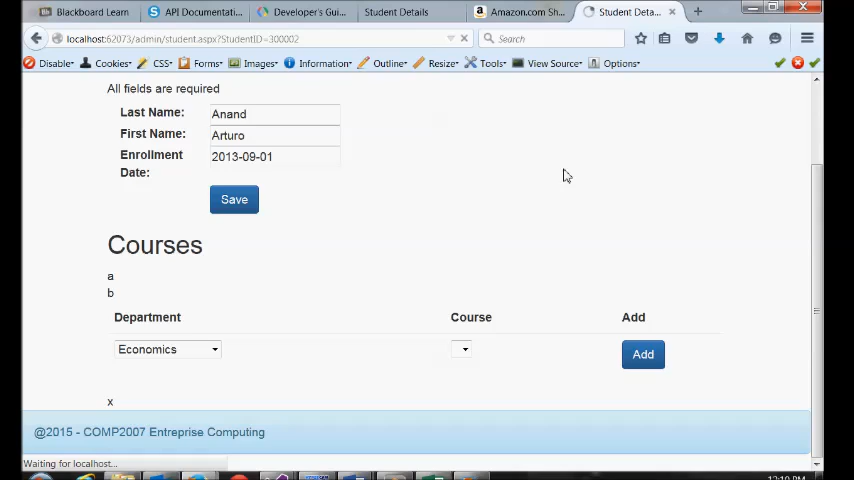 Blackboard Learn
API Documentati...
Developer's Gui...
Student Details
Amazon.com Sh...
Student Deta...
localhost:62073/admin/student.aspx?StudentID=300002
Search
Disable▾ Cookies▾ CSS▾ Forms▾ Images▾ Information▾ Outline▾ Resize▾ Tools▾ View Source▾ Options▾
All fields are required
Last Name: Anand
First Name: Arturo
Enrollment 2013-09-01
Date:
Save
Courses
a
b
Department Course Add
Economics Add
x
@2015 - COMP2007 Entreprise Computing
Waiting for localhost...
12:10 PM